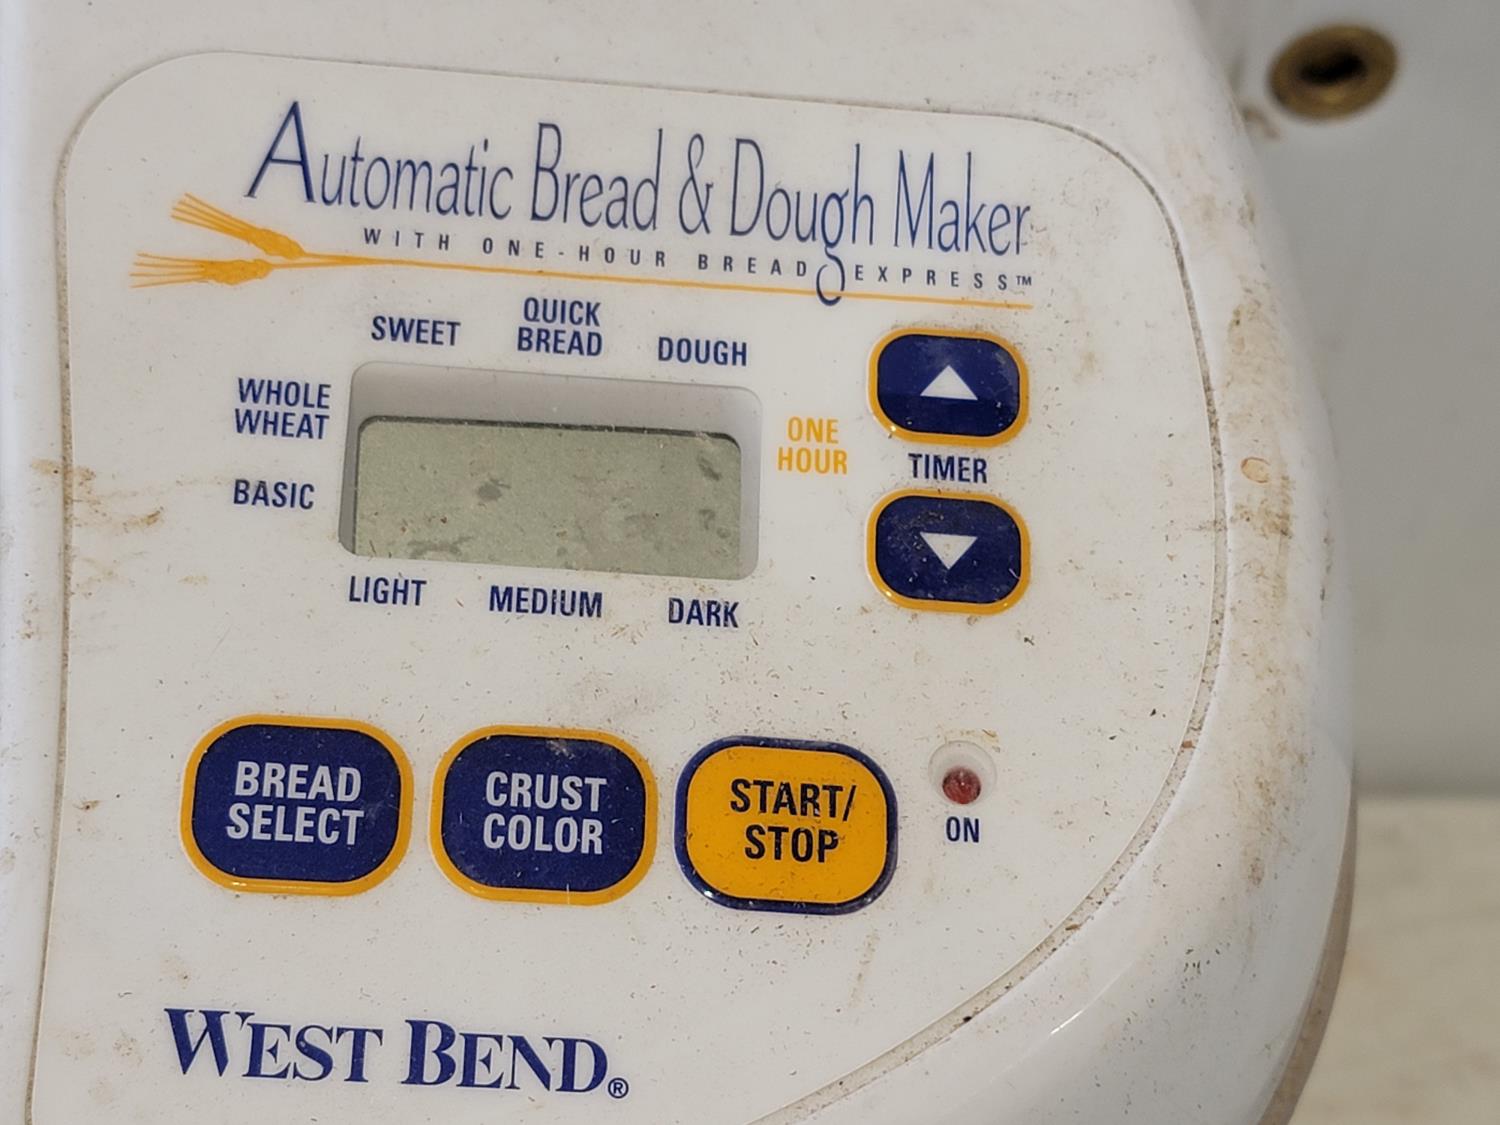 Automatic Bread & Dough Maker
WITH ONE-HOUR BREAD EXPRESS™
SWEET
QUICK
BREAD
DOUGH
WHOLE
WHEAT
BASIC
ONE
HOUR
TIMER
LIGHT
MEDIUM
DARK
BREAD
SELECT
CRUST
COLOR
START/
STOP
ON
WEST BEND®